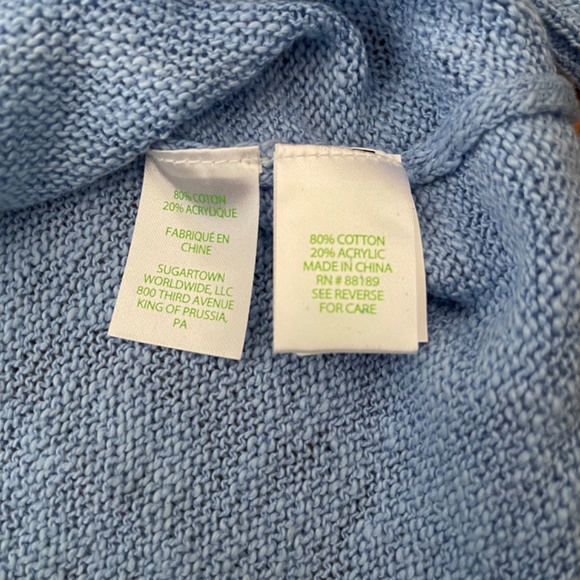 80% COTON
20% ACRYLIQUE
FABRIQUÉ EN
CHINE
SUGARTOWN
WORLDWIDE, LLC
800 THIRD AVENUE
KING OF PRUSSIA,
PA
80% COTTON
20% ACRYLIC
MADE IN CHINA
RN # 88189
SEE REVERSE
FOR CARE